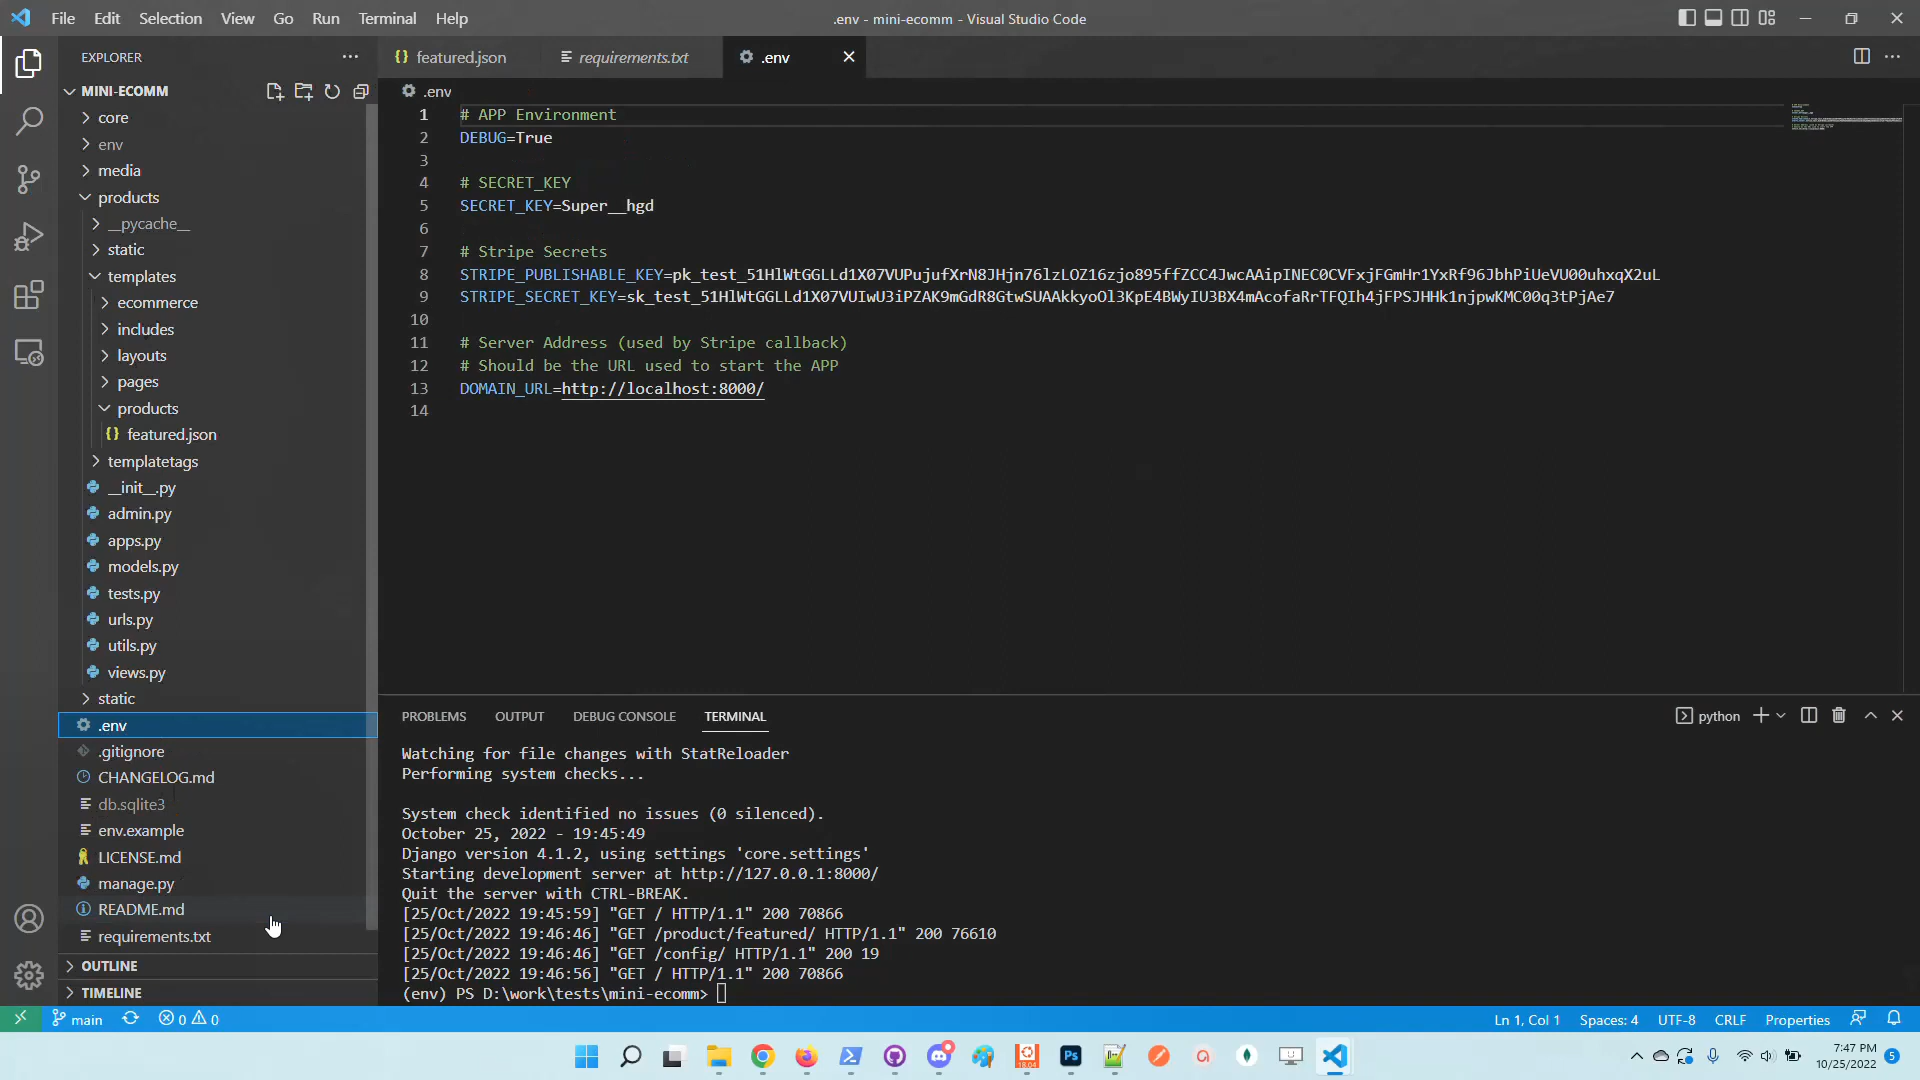 File Edit Selection View Go Run Terminal Help
.env - mini-ecomm - Visual Studio Code
EXPLORER
MINI-ECOMM
core
env
media
products
__pycache__
static
templates
ecommerce
includes
layouts
pages
products
{} featured.json
templatetags
__init__.py
admin.py
apps.py
models.py
tests.py
urls.py
utils.py
views.py
static
.env
.gitignore
CHANGELOG.md
db.sqlite3
env.example
LICENSE.md
manage.py
README.md
requirements.txt
OUTLINE
TIMELINE
{} featured.json
requirements.txt
.env
.env
1 # APP Environment
2 DEBUG=True
3
4 # SECRET_KEY
5 SECRET_KEY=Super__hgd
6
7 # Stripe Secrets
8 STRIPE_PUBLISHABLE_KEY=pk_test_51HlWtGGLLd1X07VUPujufXrN8JHjn76lzLOZ16zjo895ffZCC4JwcAAipINEC0CVFxjFGmHr1YxRf96JbhPiUeVU00uhxqX2uL
9 STRIPE_SECRET_KEY=sk_test_51HlWtGGLLd1X07VUIwU3iPZAK9mGdR8GtwSUAAkkyoOl3KpE4BWyIU3BX4mAcofaRrTFQIh4jFPSJHHk1njpwKMC00q3tPjAe7
10
11 # Server Address (used by Stripe callback)
12 # Should be the URL used to start the APP
13 DOMAIN_URL=http://localhost:8000/
14
PROBLEMS OUTPUT DEBUG CONSOLE TERMINAL
python
Watching for file changes with StatReloader
Performing system checks...
System check identified no issues (0 silenced).
October 25, 2022 - 19:45:49
Django version 4.1.2, using settings 'core.settings'
Starting development server at http://127.0.0.1:8000/
Quit the server with CTRL-BREAK.
[25/Oct/2022 19:45:59] "GET / HTTP/1.1" 200 70866
[25/Oct/2022 19:46:46] "GET /product/featured/ HTTP/1.1" 200 76610
[25/Oct/2022 19:46:46] "GET /config/ HTTP/1.1" 200 19
[25/Oct/2022 19:46:56] "GET / HTTP/1.1" 200 70866
(env) PS D:\work\tests\mini-ecomm>
main 0 0
Ln 1, Col 1 Spaces: 4 UTF-8 CRLF Properties
Ps
7:47 PM
10/25/2022
5